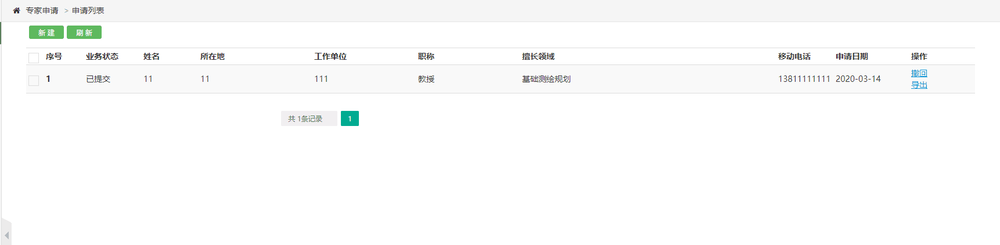 专家申请 > 申请列表
新 建 刷 新
序号 业务状态 姓名 所在地 工作单位 职称 擅长领域 移动电话 申请日期 操作
1 已提交 11 11 111 教授 基础测绘规划 13811111111 2020-03-14 撤回
导出
共 1条记录 1